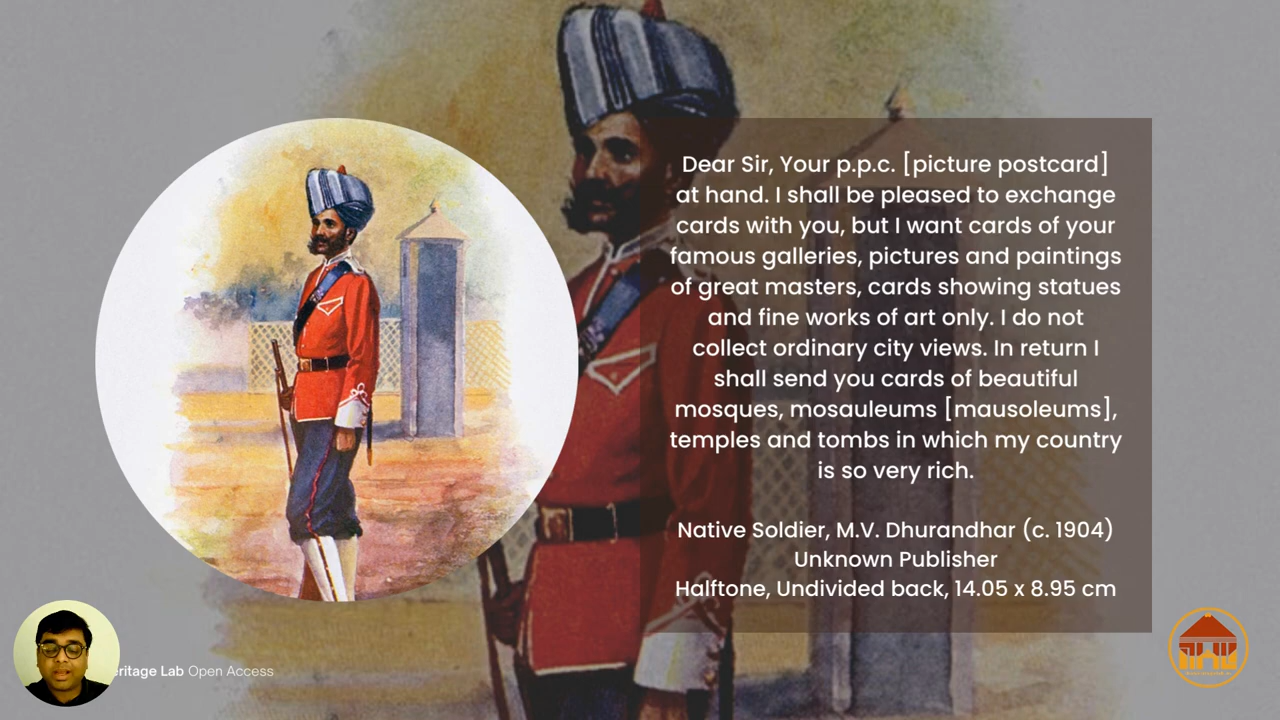 Dear Sir, Your p.p.c. [picture postcard]
at hand. I shall be pleased to exchange
cards with you, but I want cards of your
famous galleries, pictures and paintings
of great masters, cards showing statues
and fine works of art only. I do not
collect ordinary city views. In return I
shall send you cards of beautiful
mosques, mosauleums [mausoleums],
temples and tombs in which my country
is so very rich.
Native Soldier, M.V. Dhurandhar (c. 1904)
Unknown Publisher
Halftone, Undivided back, 14.05 x 8.95 cm
eritage Lab Open Access